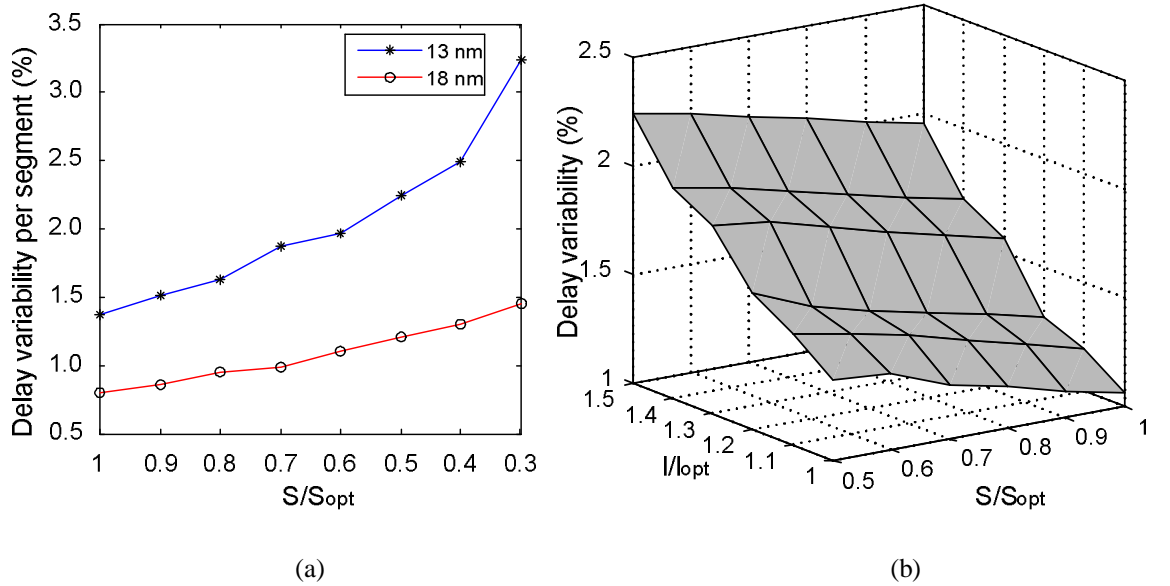 Delay variability per segment (%)
3.5
3.0
2.5
2.0
1.5
1.0
0.5
13 nm
18 nm
1 0.9 0.8 0.7 0.6 0.5 0.4 0.3
S/Sopt
(a)
Delay variability (%)
2.5
2
1.5
1
1.5
1.4
1.3
1.2
1.1
1
l/lopt
0.5
0.6
0.7
0.8
0.9
1
S/Sopt
(b)